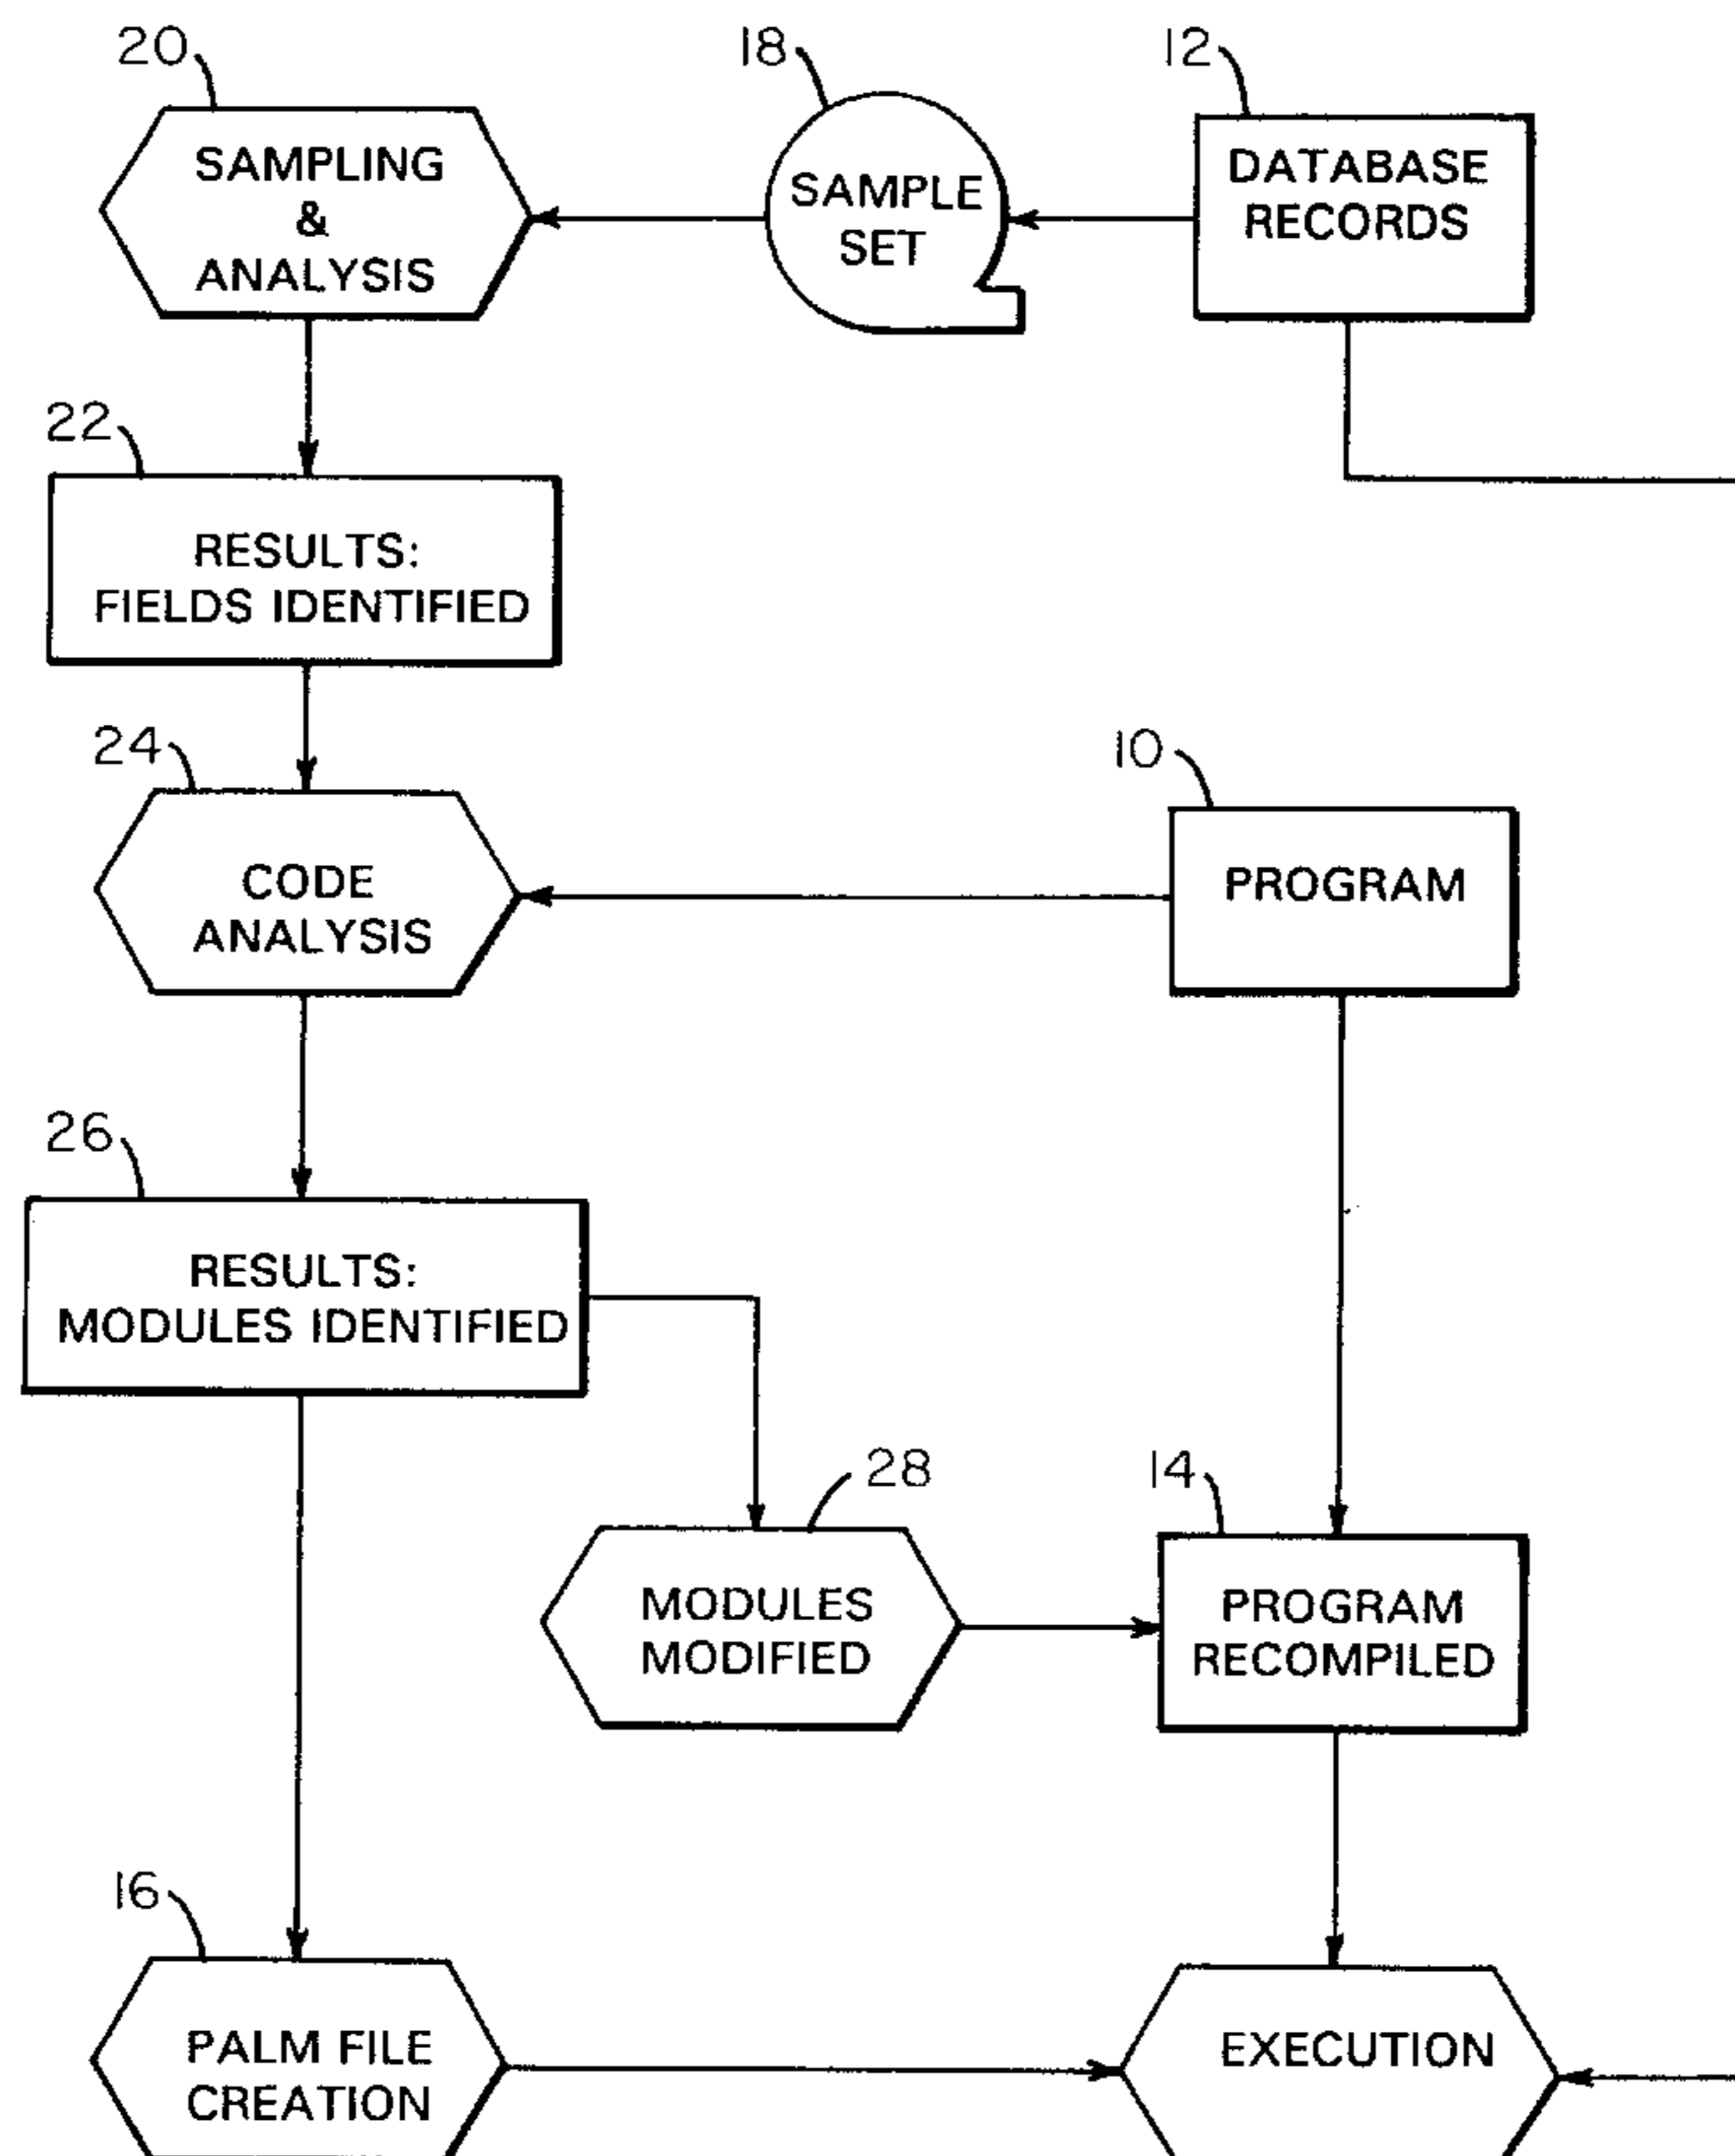 20
SAMPLING
&
ANALYSIS
18
SAMPLE
SET
12
DATABASE
RECORDS
22
RESULTS:
FIELDS IDENTIFIED
24
CODE
ANALYSIS
10
PROGRAM
26
RESULTS:
MODULES IDENTIFIED
28
MODULES
MODIFIED
14
PROGRAM
RECOMPILED
16
PALM FILE
CREATION
EXECUTION